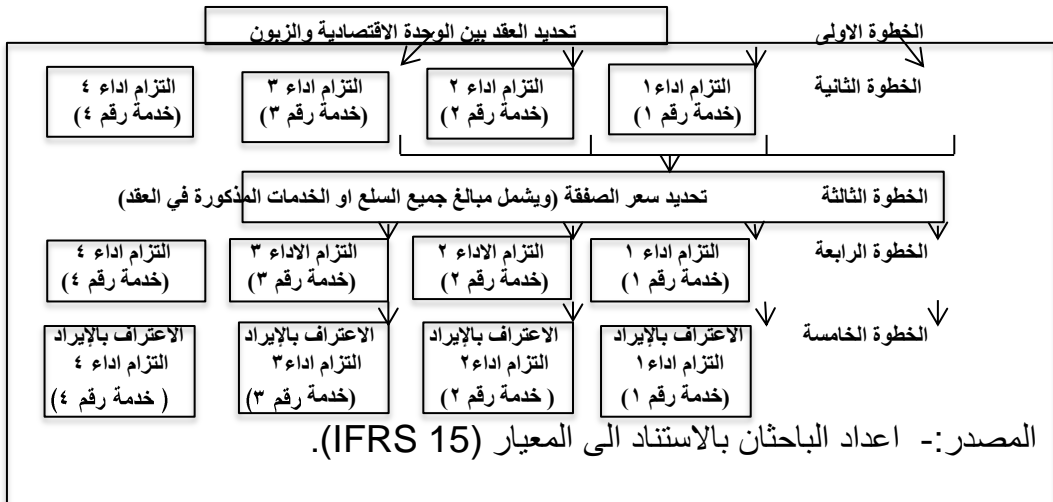 الخطوة الاولى تحديد العقد بين الوحدة الاقتصادية والزبون
الخطوة الثانية
التزام اداء١
(خدمة رقم ١)
التزام اداء ٢
(خدمة رقم ٢)
التزام اداء ٣
(خدمة رقم ٣)
التزام اداء ٤
(خدمة رقم ٤)
الخطوة الثالثة تحديد سعر الصفقة (ويشمل مبالغ جميع السلع او الخدمات المذكورة في العقد)
الخطوة الرابعة
التزام اداء ١
(خدمة رقم ١)
التزام الاداء ٢
(خدمة رقم ٢)
التزام الاداء ٣
(خدمة رقم ٣)
التزام اداء ٤
(خدمة رقم ٤)
الخطوة الخامسة
الاعتراف بالإيراد
التزام اداء١
(خدمة رقم ١)
الاعتراف بالإيراد
التزام اداء٢
( خدمة رقم ٢)
الاعتراف بالإيراد
التزام اداء٣
(خدمة رقم ٣)
الاعتراف بالإيراد
التزام اداء ٤
( خدمة رقم ٤)
المصدر:- اعداد الباحثان بالاستناد الى المعيار (IFRS 15).